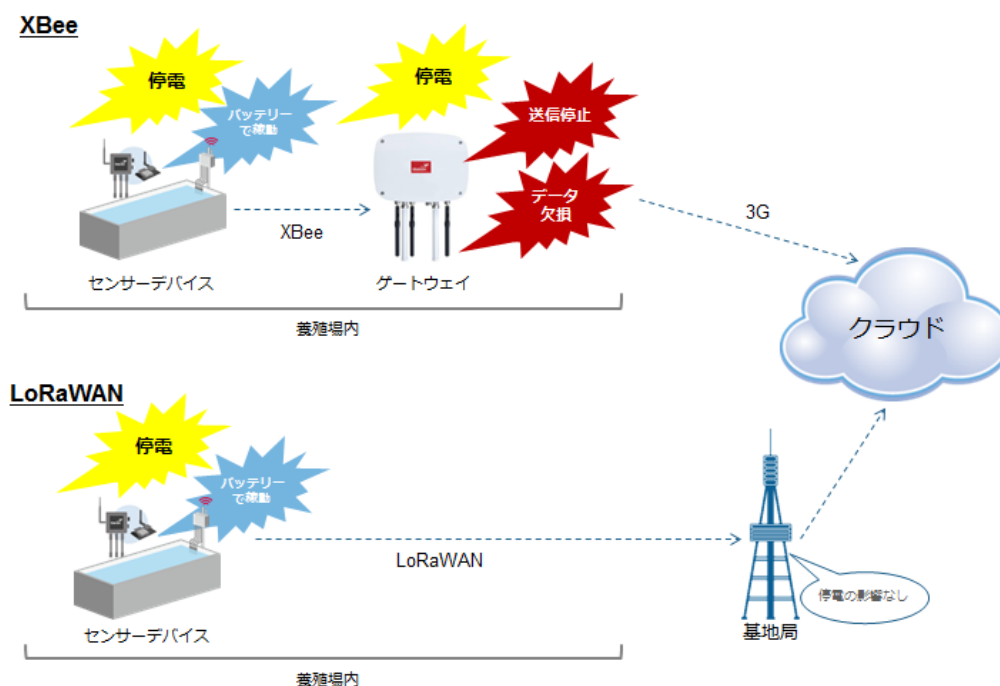 XBee
停電
バッテリー
で稼動
停電
送信停止
データ
欠損
XBee
3G
センサーデバイス
ゲートウェイ
養殖場内
クラウド
LoRaWAN
停電
バッテリー
で稼動
LoRaWAN
停電の影響なし
センサーデバイス
基地局
養殖場内